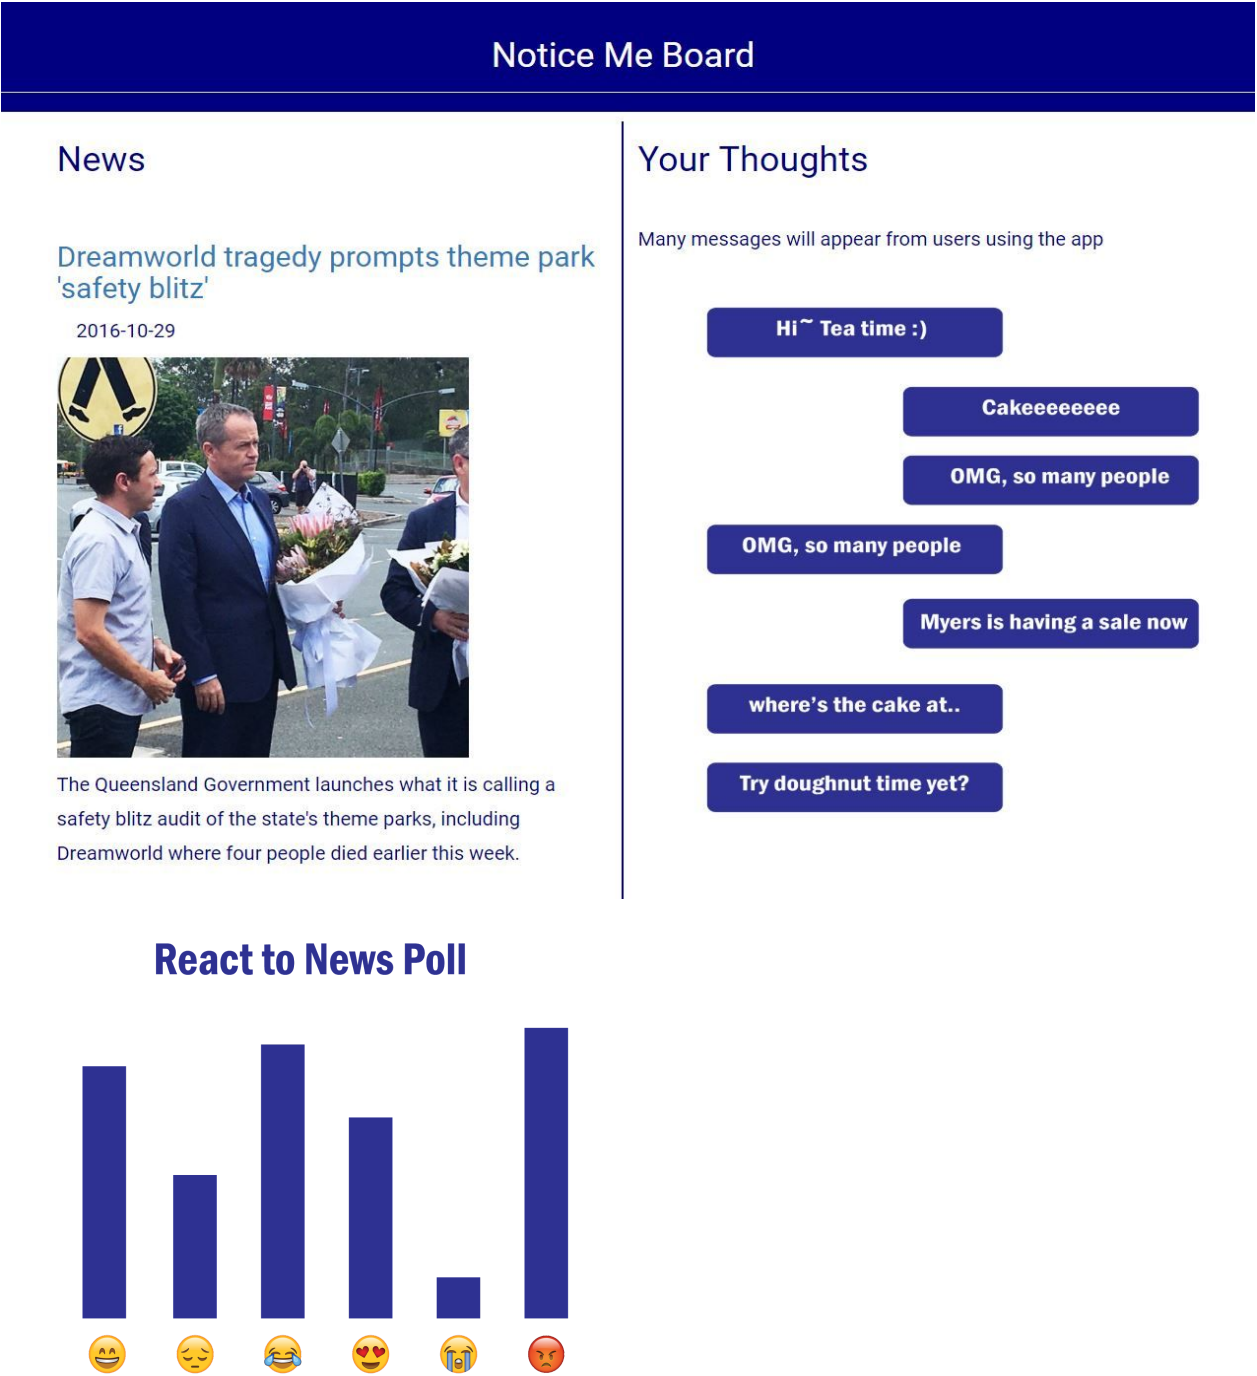 Notice Me Board
News
Dreamworld tragedy prompts theme park
'safety blitz'
2016-10-29
The Queensland Government launches what it is calling a
safety blitz audit of the state's theme parks, including
Dreamworld where four people died earlier this week.
Your Thoughts
Many messages will appear from users using the app
Hi~ Tea time :)
Cakeeeeeeee
OMG, so many people
OMG, so many people
Myers is having a sale now
where's the cake at..
Try doughnut time yet?
React to News Poll